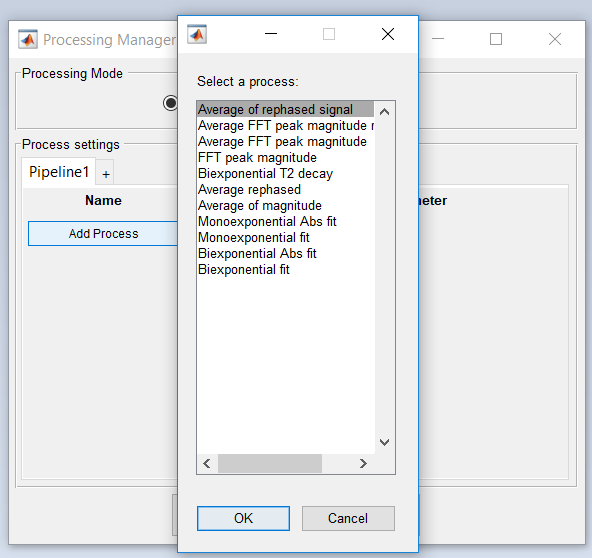 Processing Manager
Processing Mode
Process settings
Pipeline1
+
Name
Add Process
Select a process:
Average of rephased signal
Average FFT peak magnitude
Average FFT peak magnitude
FFT peak magnitude
Biexponential T2 decay
Average rephased
Average of magnitude
Monoexponential Abs fit
Monoexponential fit
Biexponential Abs fit
Biexponential fit
OK
Cancel